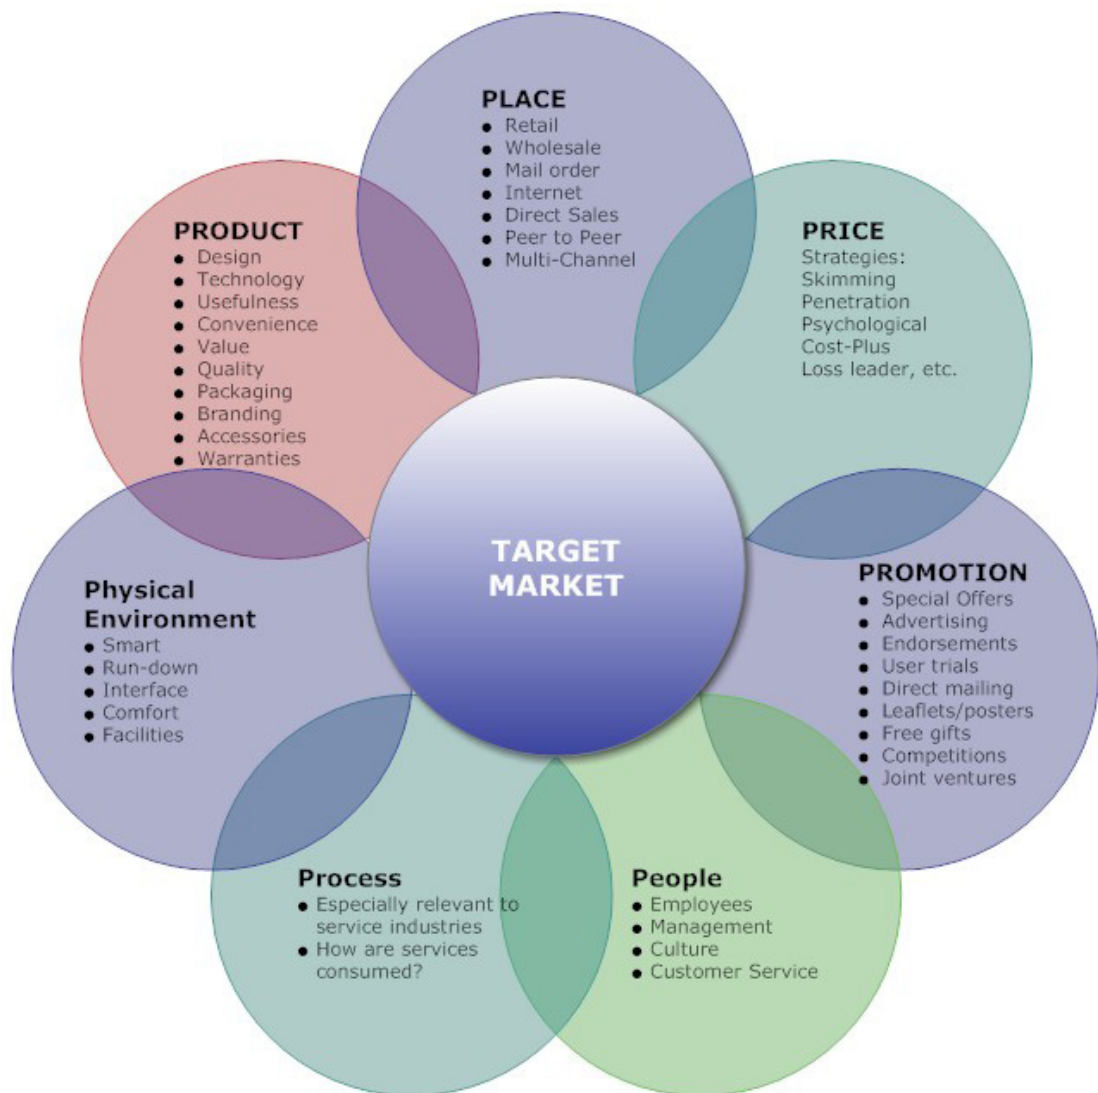 PLACE
● Retail
● Wholesale
● Mail order
● Internet
● Direct Sales
● Peer to Peer
● Multi-Channel
PRODUCT
● Design
● Technology
● Usefulness
● Convenience
● Value
● Quality
● Packaging
● Branding
● Accessories
● Warranties
PRICE
Strategies:
Skimming
Penetration
Psychological
Cost-Plus
Loss leader, etc.
TARGET
MARKET
Physical
Environment
● Smart
● Run-down
● Interface
● Comfort
● Facilities
PROMOTION
● Special Offers
● Advertising
● Endorsements
● User trials
● Direct mailing
● Leaflets/posters
● Free gifts
● Competitions
● Joint ventures
Process
● Especially relevant to
service industries
● How are services
consumed?
People
● Employees
● Management
● Culture
● Customer Service